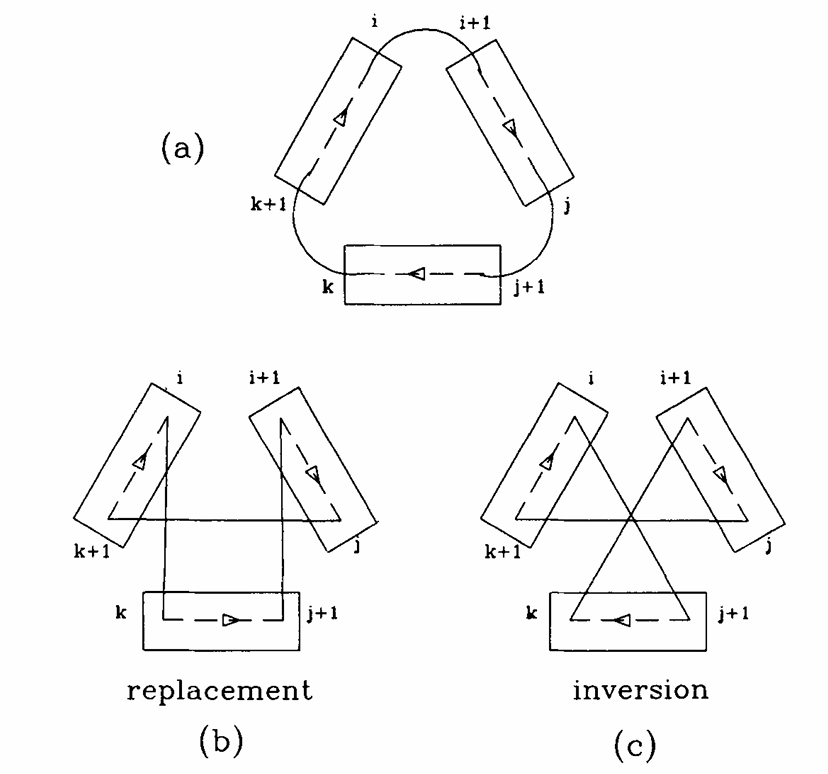 i i+1
(a)
k+1 j
k j+1
i i+1 i i+1
k+1 j k+1 j
k j+1 k j+1
replacement inversion
(b) (c)